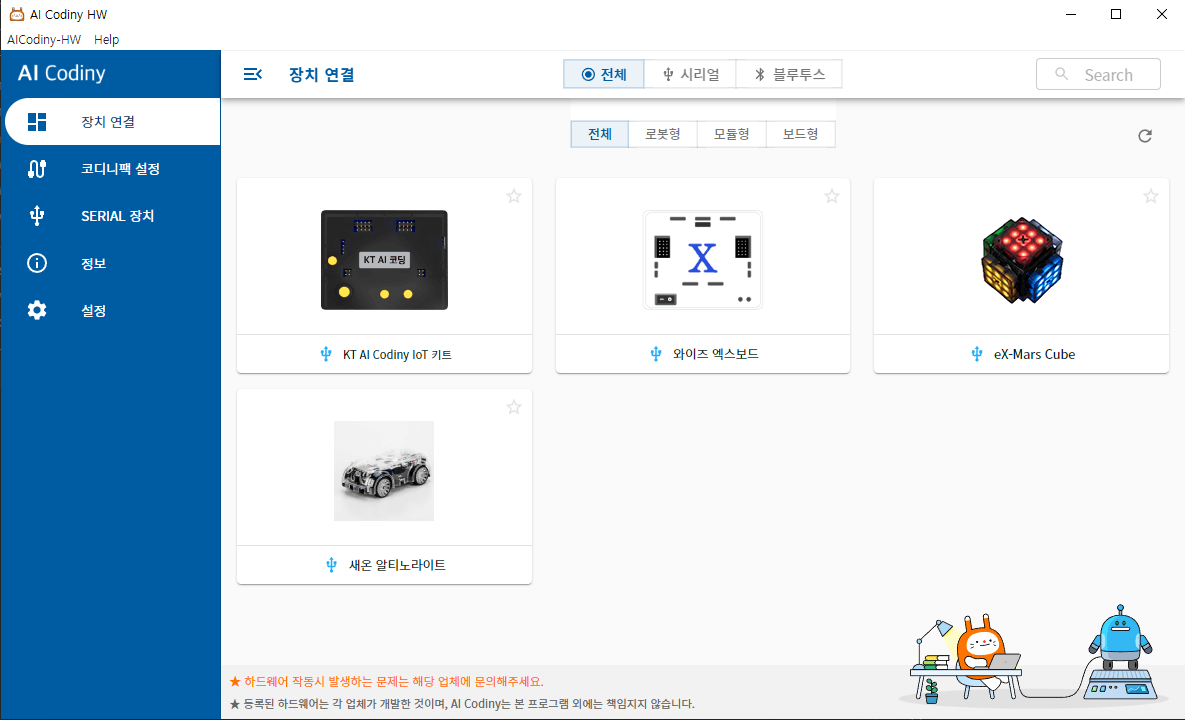 AI Codiny HW
AICodiny-HW Help
AI Codiny
장치 연결
코디니팩 설정
SERIAL 장치
정보
설정
장치 연결
전체 시리얼 블루투스
Search
전체 로봇형 모듈형 보드형
KT AI 코딩
KT AI Codiny IoT 키트
X
와이즈 엑스보드
eX-Mars Cube
새온 알티노라이트
★ 하드웨어 작동시 발생하는 문제는 해당 업체에 문의해주세요.
★ 등록된 하드웨어는 각 업체가 개발한 것이며, AI Codiny는 본 프로그램 외에는 책임지지 않습니다.